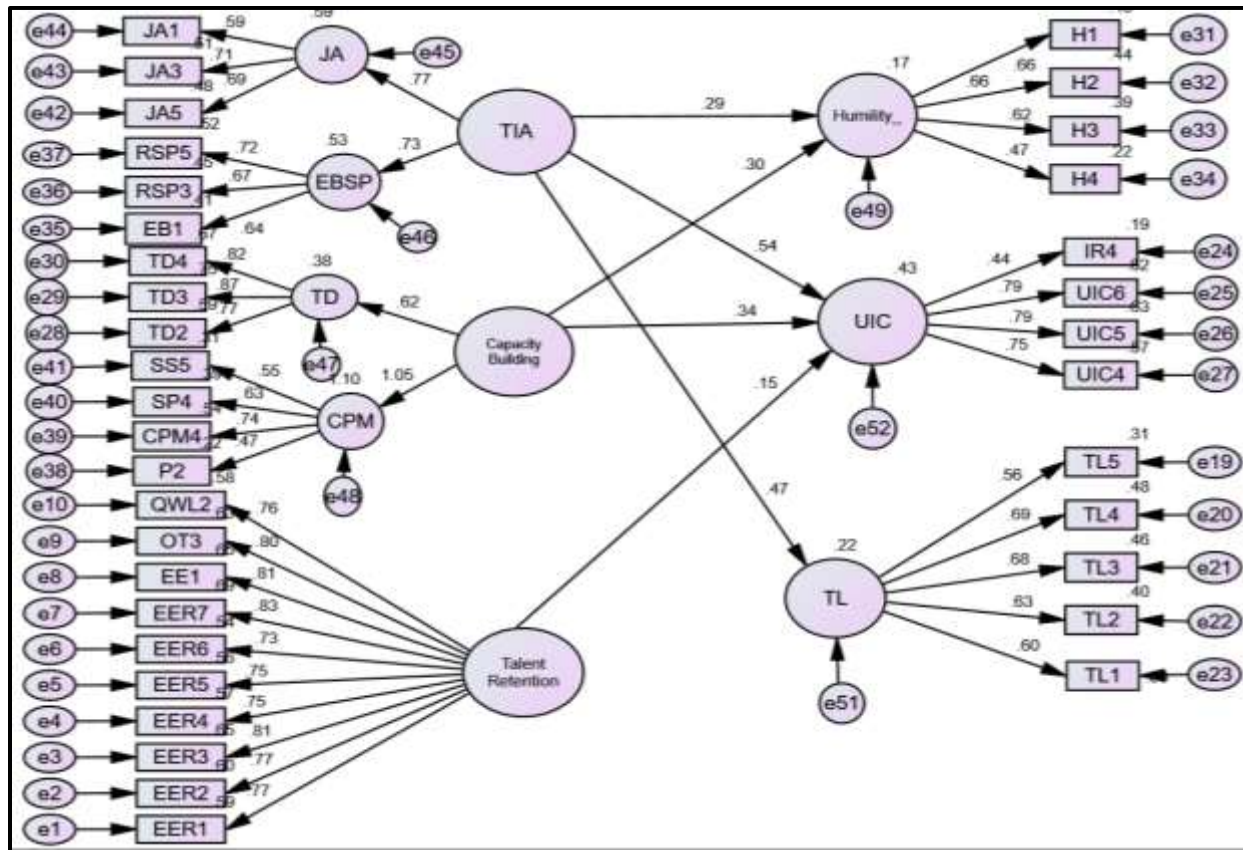 e44 JA1 .59
e43 JA3 .71
e42 JA5 .69
JA e45
.77
e37 RSP5 .72
e36 RSP3 .67
e35 EB1 .64
.53
EBSP e46
.73
e30 TD4 .82
e29 TD3 .87
e28 TD2 .77
.38
TD e47
.62
e41 SS5 .55
e40 SP4 .63
e39 CPM4 .74
e38 P2 .47
1.10
CPM e48
1.05
.58
e10 QWL2 .76
e9 OT3 .80
e8 EE1 .81
e7 EER7 .83
e6 EER6 .73
e5 EER5 .75
e4 EER4 .75
e3 EER3 .81
e2 EER2 .77
e1 EER1 .77
.59
TIA
Capacity
Building
Talent
Retention
.29
.30
.54
.34
.15
.47
.17
Humility_
e49
.43
UIC
e52
.22
TL
e51
H1 e31
.66 .66 H2 .44 e32
.62 H3 .39 e33
.47 H4 .22 e34
.44 IR4 .19 e24
.79 UIC6 e25
.79 UIC5 e26
.75 UIC4 e27
.56 TL5 .31 e19
.69 TL4 .48 e20
.68 TL3 .46 e21
.63 TL2 .40 e22
.60 TL1 e23